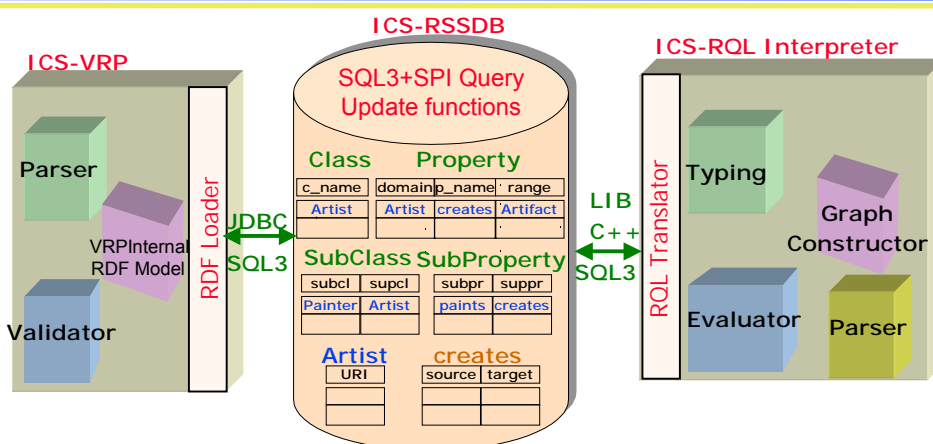 ICS-RSSDB
ICS-VRP
ICS-RQL Interpreter
SQL3+SPI Query
Update functions
Parser
VRPInternal
RDF Model
Validator
RDF Loader
JDBC
SQL3
Class
c_name
Artist
Property
domain p_name range
Artist creates Artifact
SubClass
subcl supcl
Painter Artist
SubProperty
subpr suppr
paints creates
Artist
URI
creates
source target
LIB
C++
SQL3
RQL Translator
Typing
Graph
Constructor
Evaluator
Parser